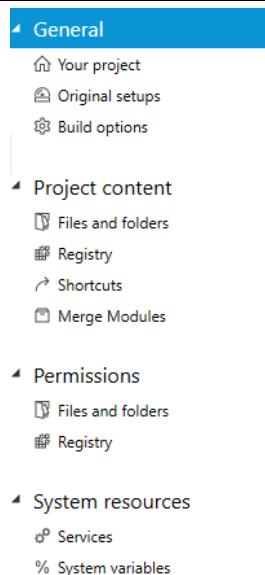 General
Your project
Original setups
Build options
Project content
Files and folders
Registry
Shortcuts
Merge Modules
Permissions
Files and folders
Registry
System resources
Services
% System variables